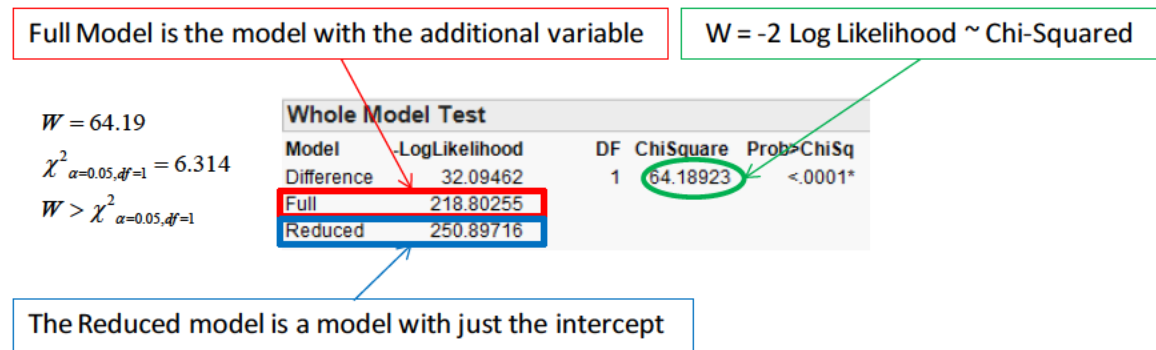 Full Model is the model with the additional variable
W = -2 Log Likelihood ~ Chi-Squared
W = 64.19
χ² α=0.05,df=1 = 6.314
W > χ² α=0.05,df=1
Whole Model Test
Model -LogLikelihood DF ChiSquare Prob>ChiSq
Difference 32.09462 1 64.18923 <.0001*
Full 218.80255
Reduced 250.89716
The Reduced model is a model with just the intercept